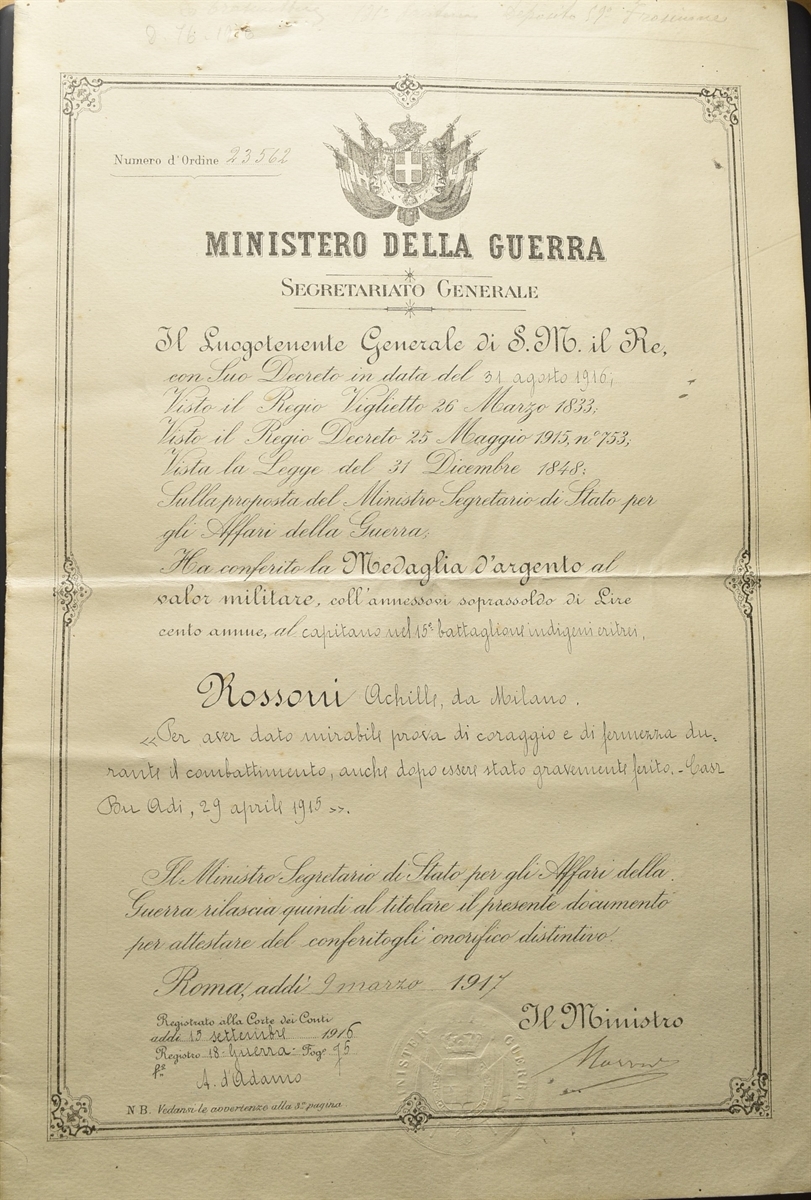 Deposito 59° Frosinone
Numero d'Ordine 23562
MINISTERO DELLA GUERRA
SEGRETARIATO GENERALE
Il Luogotenente Generale di S. M. il Re,
con Suo Decreto in data del 31 agosto 1916;
Visto il Regio Viglietto 26 Marzo 1833;
Visto il Regio Decreto 25 Maggio 1915, n° 753;
Vista la Legge del 31 Dicembre 1848;
Sulla proposta del Ministro Segretario di Stato per
gli Affari della Guerra;
Ha conferito la Medaglia d'argento al
valor militare, coll'annessovi soprassoldo di Lire
cento annue, al capitano nel 15° battaglione indigeni eritrei,
Rossoni Achille, da Milano.
«Per aver dato mirabile prova di coraggio e di fermezza du-
rante il combattimento, anche dopo essere stato gravemente ferito. - Casr
Bu Adi, 29 aprile 1915».
Il Ministro Segretario di Stato per gli Affari della
Guerra rilascia quindi al titolare il presente documento
per attestare del conferitogli onorifico distintivo.
Roma, addì 9 marzo 1917
Registrato alla Corte dei Conti
addì 13 settembre 1916
Registro 18 - Guerra - Fog° 75
A. d'Adamo
Il Ministro
MINISTERO GUERRA
N B. Vedansi le avvertenze alla 3ª pagina